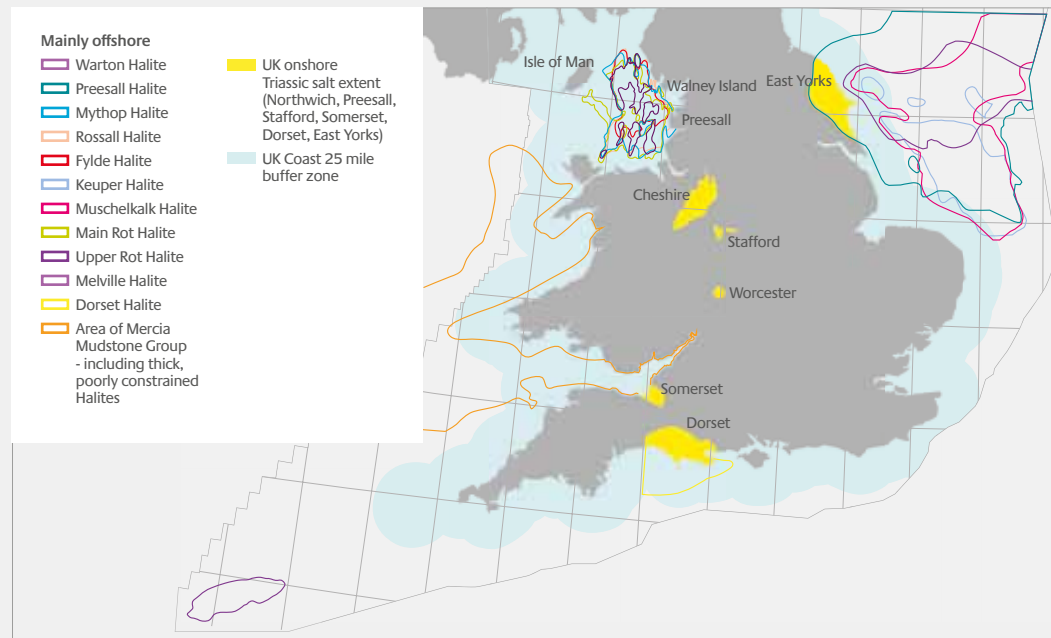 Mainly offshore
Warton Halite
Preesall Halite
Mythop Halite
Rossall Halite
Fylde Halite
Keuper Halite
Muschelkalk Halite
Main Rot Halite
Upper Rot Halite
Melville Halite
Dorset Halite
Area of Mercia
Mudstone Group
- including thick,
poorly constrained
Halites
UK onshore
Triassic salt extent
(Northwich, Preesall,
Stafford, Somerset,
Dorset, East Yorks)
UK Coast 25 mile
buffer zone
Isle of Man
Walney Island
East Yorks
Preesall
Cheshire
Stafford
Worcester
Somerset
Dorset